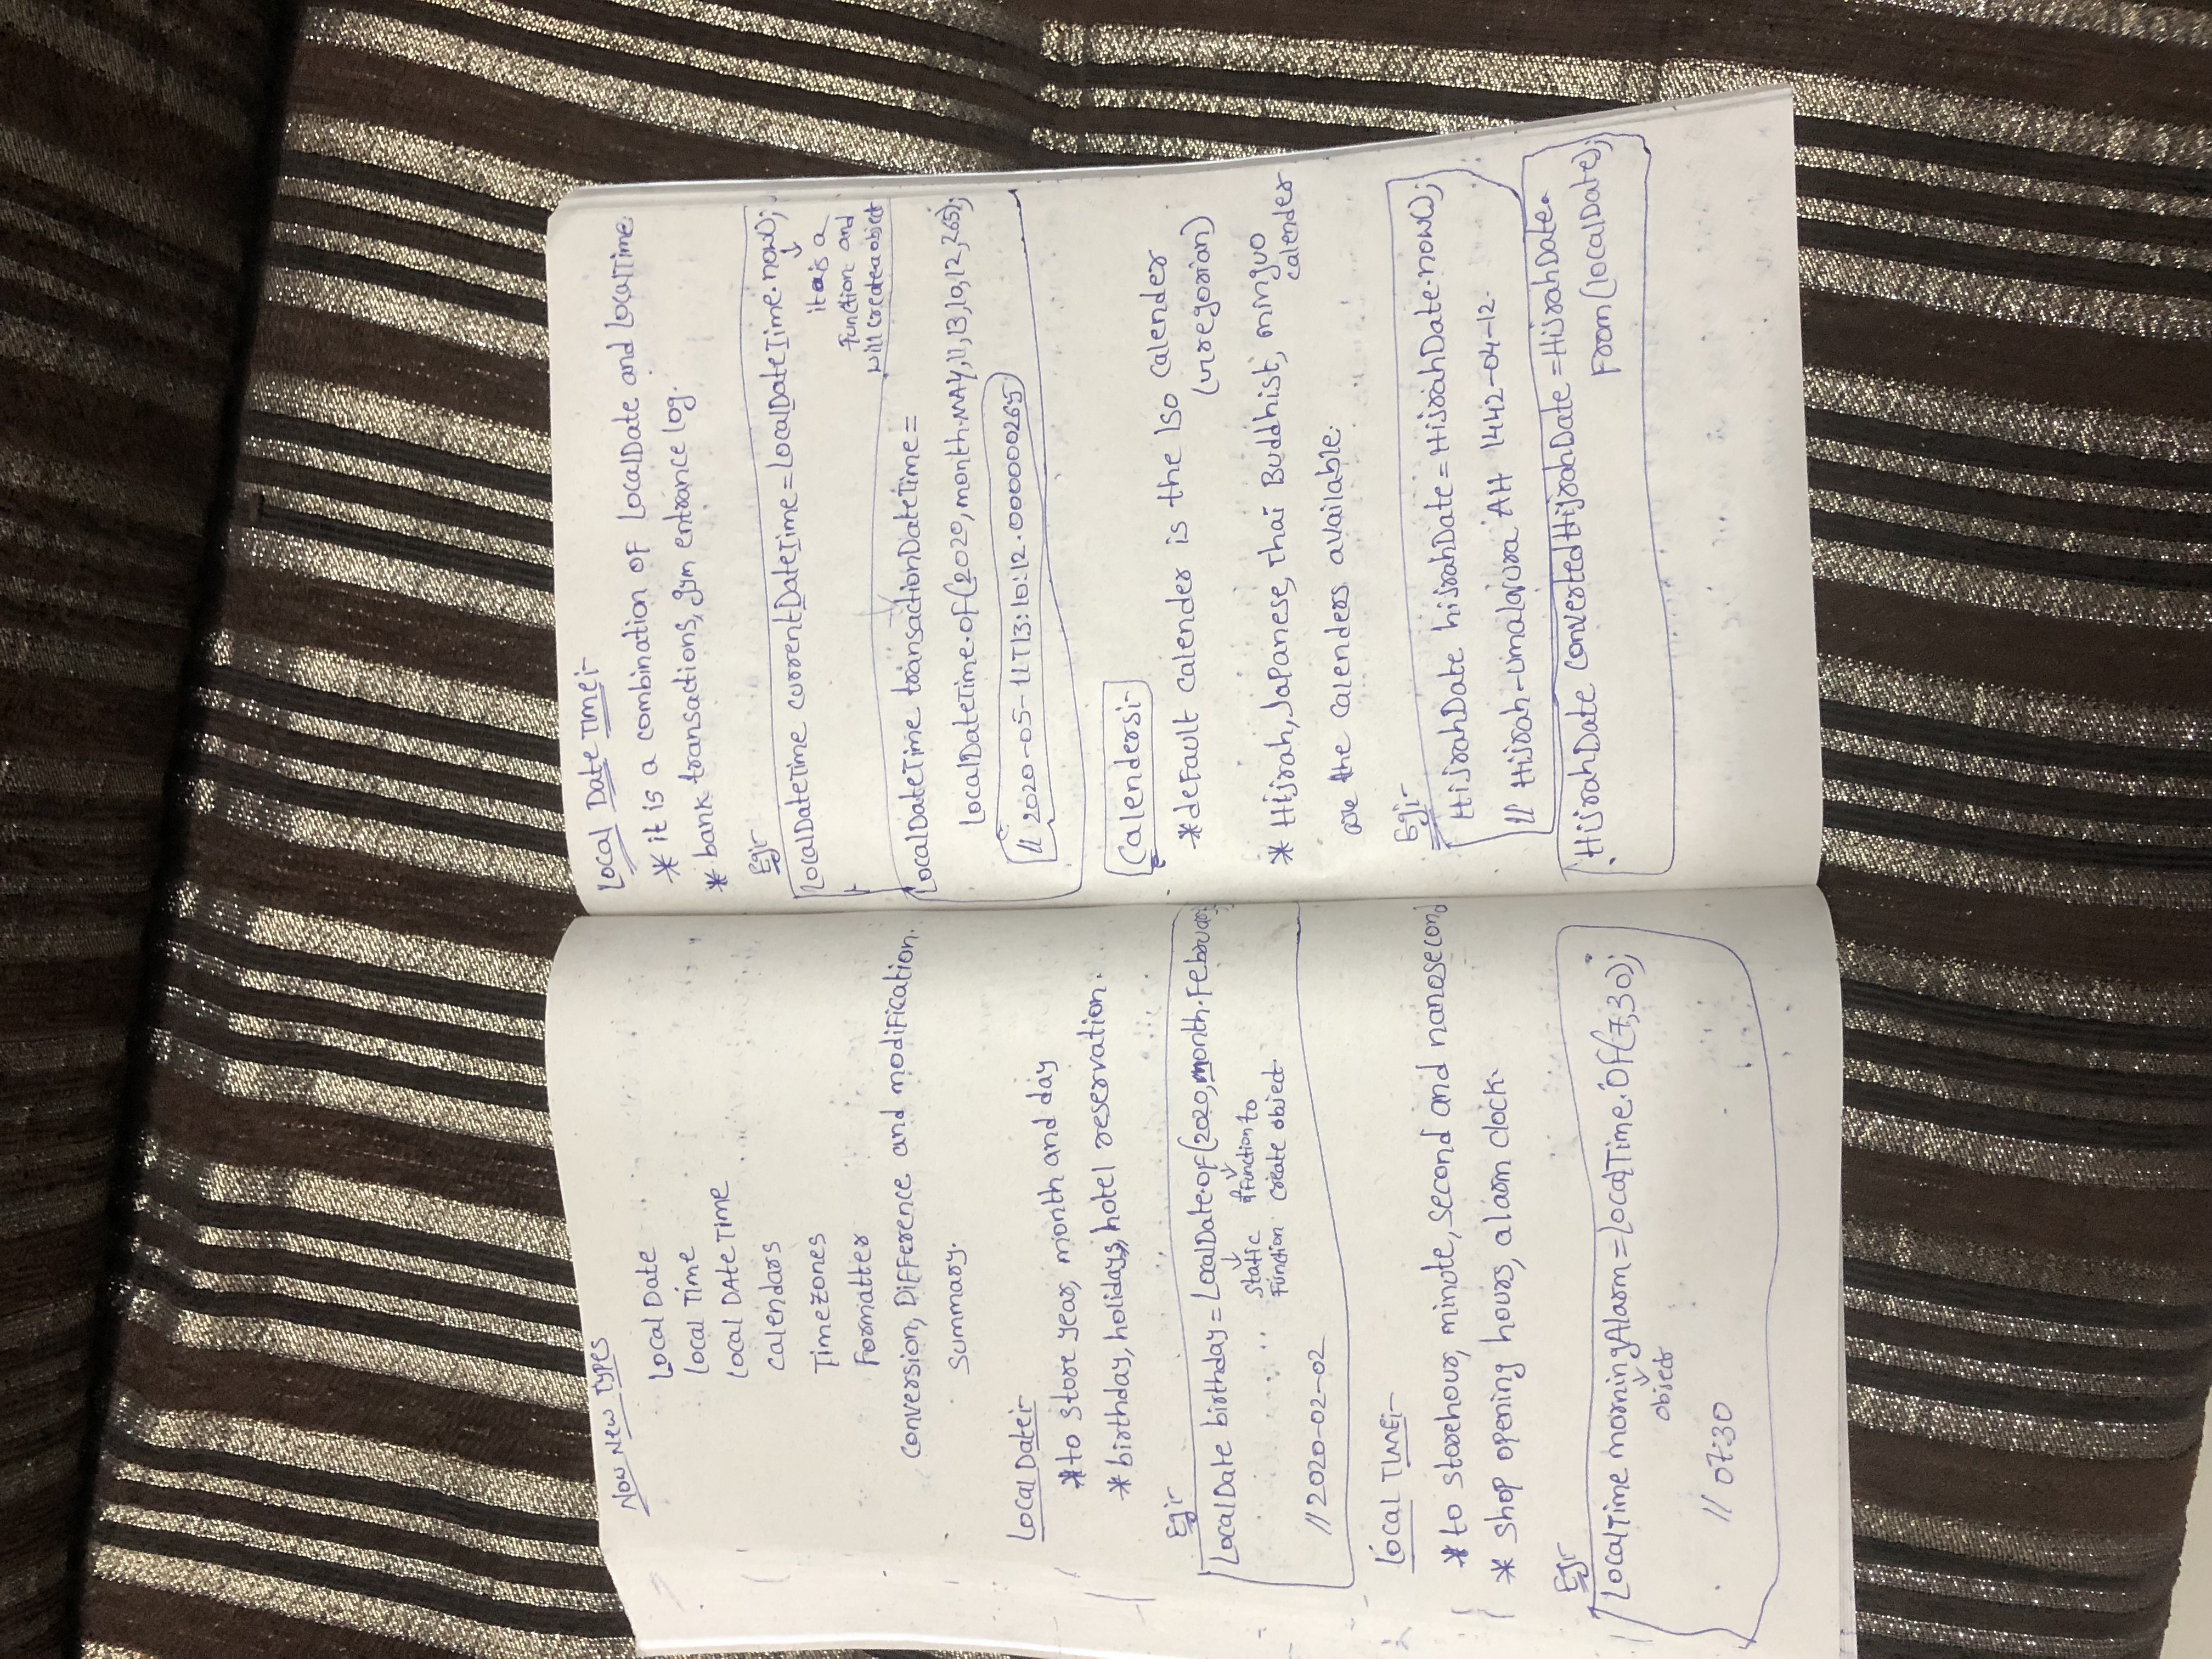 Now New Types
Local Date
Local Time
Local DAte Time
Calendars
TimeZones
Formatter
Conversion, Difference and modification.
Summary.
Local Date:-
* to store year, month and day
* birthday, holidays, hotel reservation.
Eg:-
LocalDate birthday = LocalDate.of(2020, month.February
static function to
Function create object.
// 2020-02-02
Local TIME:-
* to store hour, minute, second and nanosecond
* shop opening hours, alarm clock.
Eg:-
LocalTime morningAlarm = LocalTime.of(7,30);
object
// 07:30
Local Date Time:-
* it is a combination of LocalDate and LocalTime
* bank transactions, gym entrance log.
Eg:-
LocalDateTime currentDateTime = LocalDateTime.now();
it is a
function and
will create a object
LocalDateTime transactionDateTime =
LocalDateTime.of(2020, month.MAY, 11, 13, 10, 12, 265);
// 2020-05-11T13:10:12.000000265
Calenders:-
* default calender is the Iso calender
(Gregorian)
* Hijrah, Japanese, Thai Buddhist, minguo
calender
are the calenders available.
Eg:-
HijrahDate hijrahDate = HijrahDate.now();
// Hijrah-umalqura AH 1442-04-12.
HijrahDate convertedHijrahDate = HijrahDate.
From(localDate);